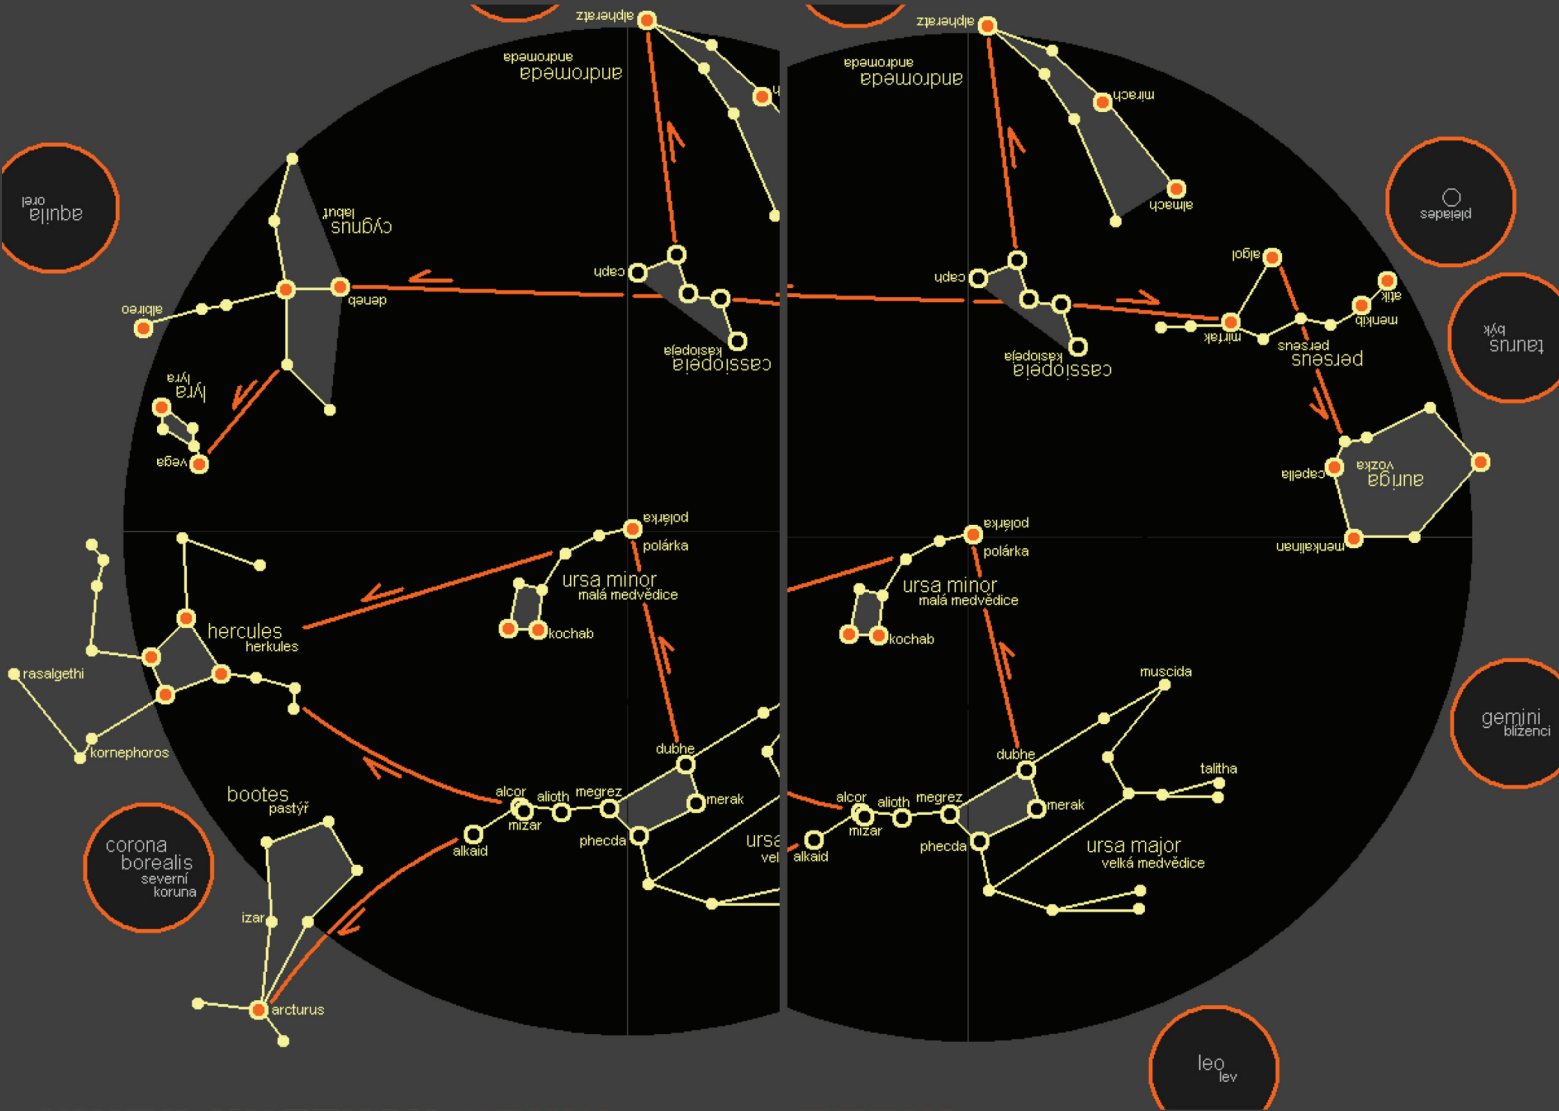 alpheratz
andromeda
andromeda
aquila
orel
cygnus
labuť
deneb
albireo
caph
cassiopeia
kasiopeja
lyra
lyra
vega
polárka
polárka
ursa minor
malá medvědice
kochab
hercules
herkules
rasalgethi
kornephoros
dubhe
merak
megrez
phecda
alioth
alcor
mizar
alkaid
ursa
vel
bootes
pastýř
izar
arcturus
corona
borealis
severní
koruna
alpheratz
andromeda
andromeda
mirach
almach
pleiades
algol
atik
menkib
mirfak
perseus
perseus
taurus
býk
caph
cassiopeia
kasiopeja
capella
auriga
vozka
menkalinan
polárka
polárka
ursa minor
malá medvědice
kochab
muscida
talitha
dubhe
merak
megrez
phecda
alioth
alcor
mizar
alkaid
ursa major
velká medvědice
gemini
blíženci
leo
lev